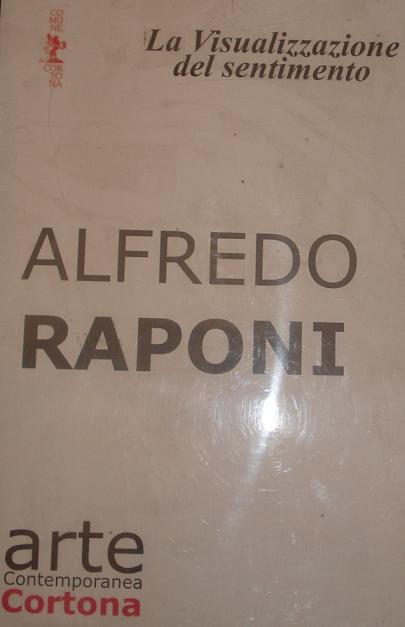 COMUNE
CORTONA
La Visualizzazione
del sentimento
ALFREDO
RAPONI
arte
Contemporanea
Cortona